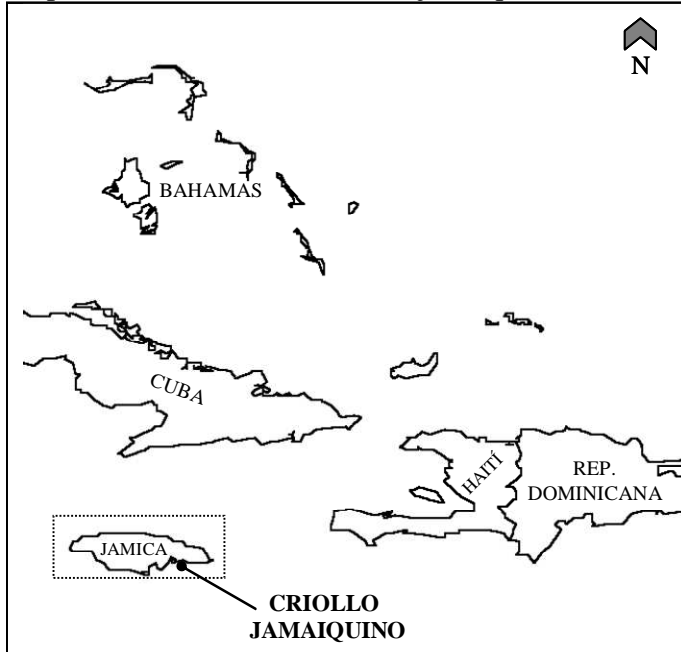 N
BAHAMAS
CUBA
HAITÍ
REP.
DOMINICANA
JAMICA
CRIOLLO
JAMAIQUINO